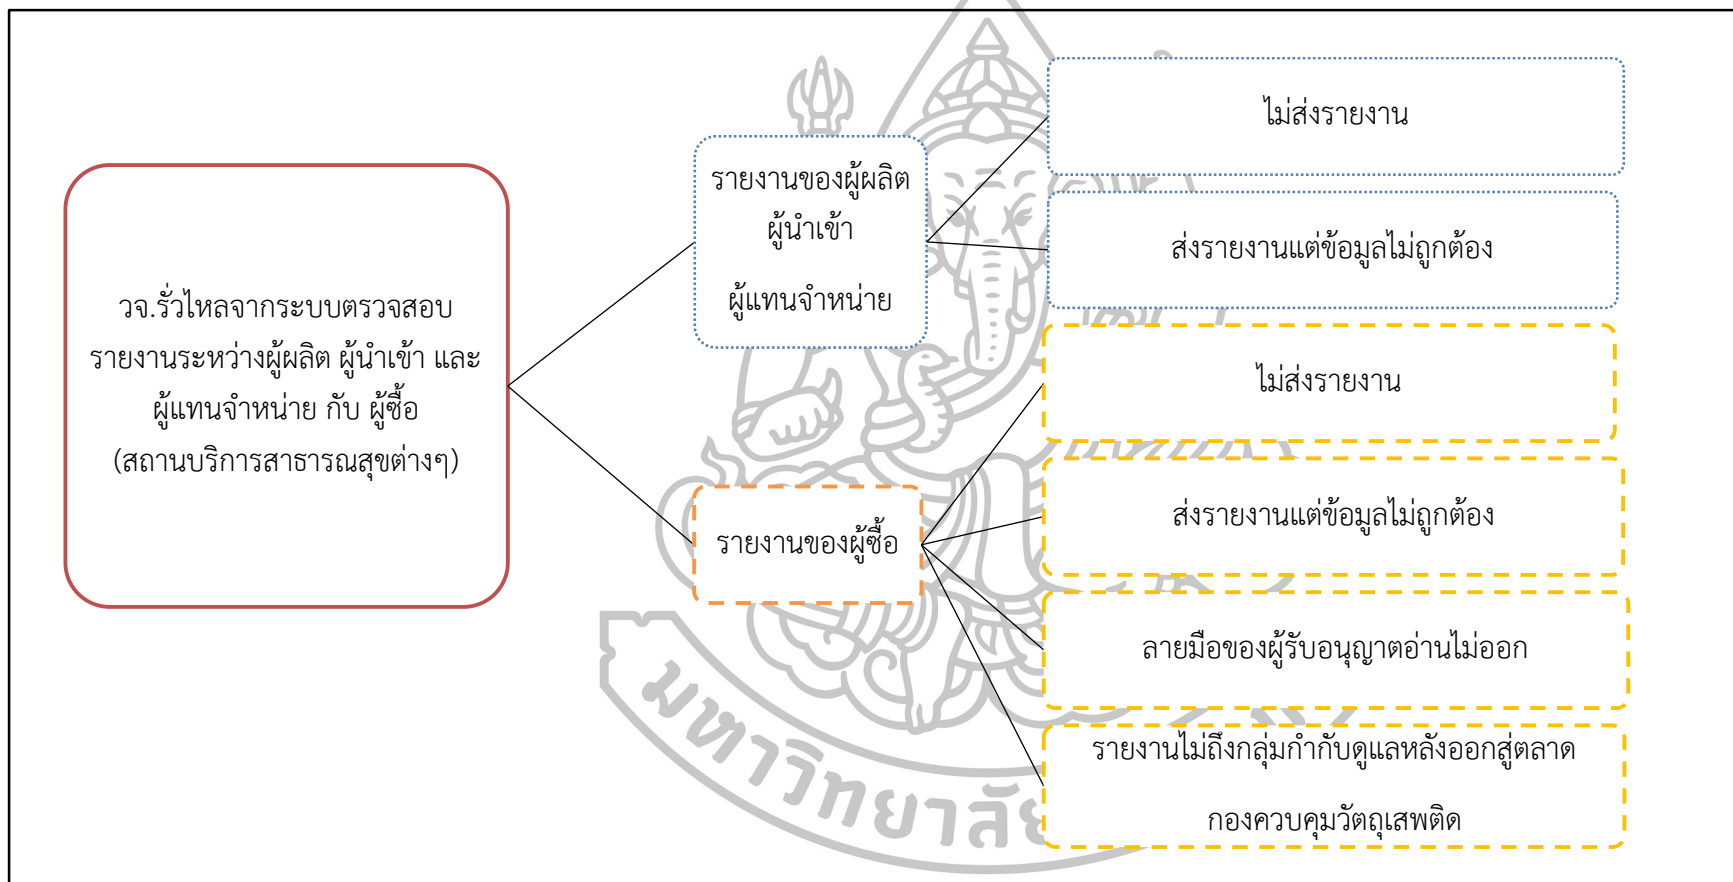 วจ.รั่วไหลจากระบบตรวจสอบ
รายงานระหว่างผู้ผลิต ผู้นำเข้า และ
ผู้แทนจำหน่าย กับ ผู้ซื้อ
(สถานบริการสาธารณสุขต่างๆ)
รายงานของผู้ผลิต
ผู้นำเข้า
ผู้แทนจำหน่าย
ไม่ส่งรายงาน
ส่งรายงานแต่ข้อมูลไม่ถูกต้อง
รายงานของผู้ซื้อ
ไม่ส่งรายงาน
ส่งรายงานแต่ข้อมูลไม่ถูกต้อง
ลายมือของผู้รับอนุญาตอ่านไม่ออก
รายงานไม่ถึงกลุ่มกำกับดูแลหลังออกสู่ตลาด
กองควบคุมวัตถุเสพติด
มหาวิทยาลัย